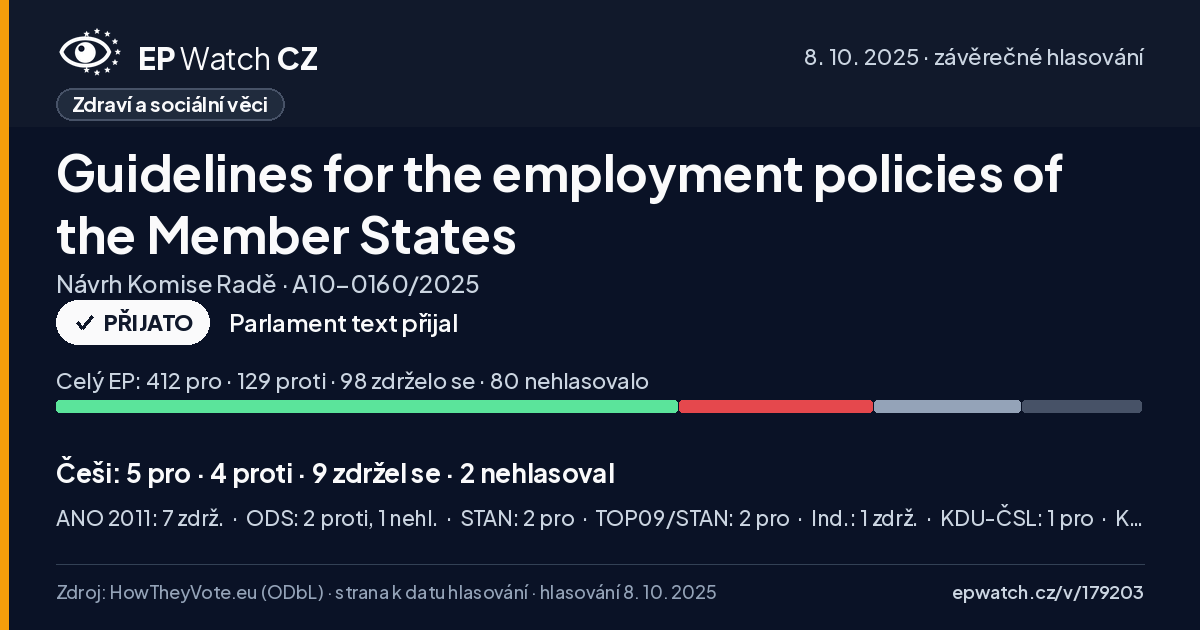 EP Watch CZ
8. 10. 2025 · závěrečné hlasování
Zdraví a sociální věci
Guidelines for the employment policies of
the Member States
Návrh Komise Radě · A10–0160/2025
✓ PŘIJATO
Parlament text přijal
Celý EP: 412 pro · 129 proti · 98 zdrželo se · 80 nehlasovalo
Češi: 5 pro · 4 proti · 9 zdržel se · 2 nehlasoval
ANO 2011: 7 zdrž. · ODS: 2 proti, 1 nehl. · STAN: 2 pro · TOP09/STAN: 2 pro · Ind.: 1 zdrž. · KDU-ČSL: 1 pro · K…
Zdroj: HowTheyVote.eu (ODbL) · strana k datu hlasování · hlasování 8. 10. 2025
epwatch.cz/v/179203